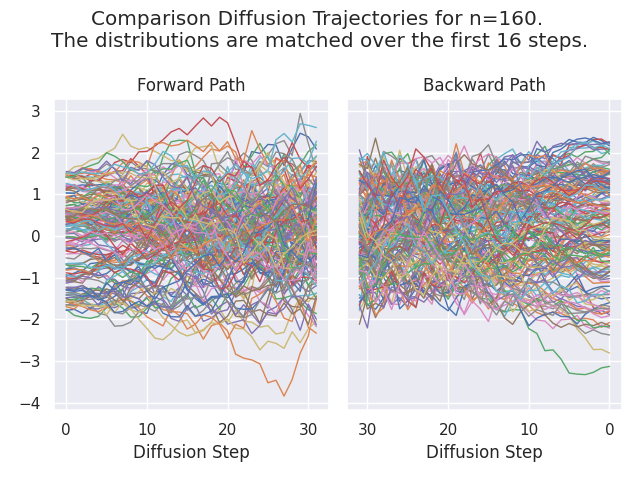 Comparison Diffusion Trajectories for n=160.
The distributions are matched over the first 16 steps.
Forward Path
Backward Path
3
2
1
0
−1
−2
−3
−4
0 10 20 30
30 20 10 0
Diffusion Step
Diffusion Step